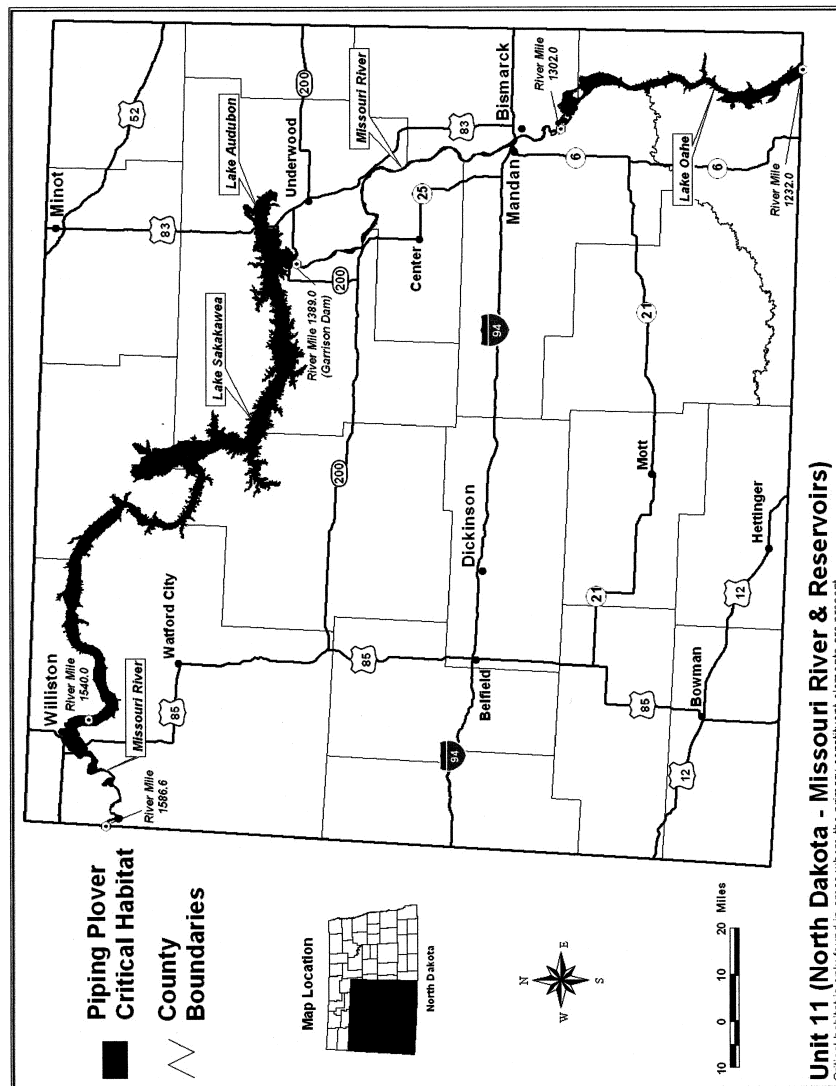 Unit 11 (North Dakota - Missouri River & Reservoirs)
Piping Plover
Critical Habitat
County
Boundaries
Map Location
North Dakota
N
W
E
S
10
0
10
20
Miles
Williston
River Mile
1540.0
Missouri River
River Mile
1586.6
85
Watford City
Lake Sakakawea
Minot
52
83
Lake Audubon
Underwood
200
River Mile 1389.0
(Garrison Dam)
200
200
Missouri River
83
25
Center
Bismarck
Mandan
River Mile
1302.0
6
Lake Oahe
6
River Mile
1232.0
94
94
85
Belfield
Dickinson
21
21
Mott
Hettinger
12
85
Bowman
12